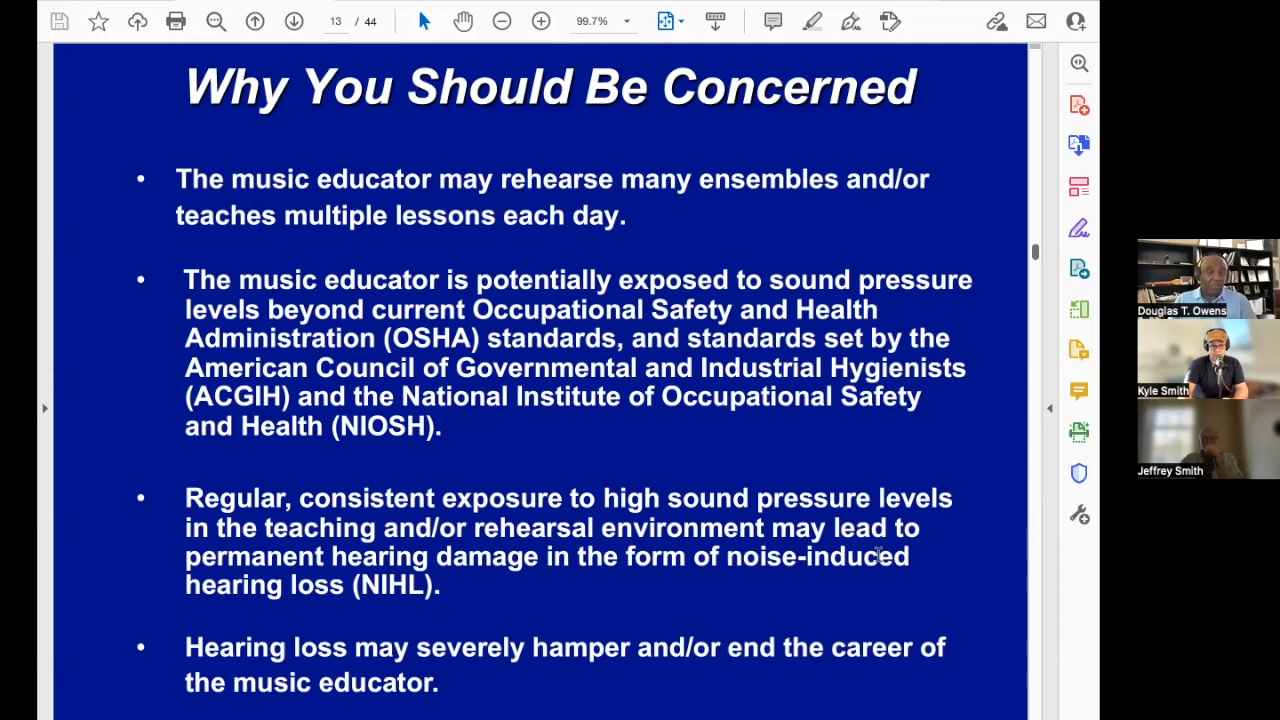 13 / 44
99.7%
Why You Should Be Concerned
• The music educator may rehearse many ensembles and/or
teaches multiple lessons each day.
• The music educator is potentially exposed to sound pressure
levels beyond current Occupational Safety and Health
Administration (OSHA) standards, and standards set by the
American Council of Governmental and Industrial Hygienists
(ACGIH) and the National Institute of Occupational Safety
and Health (NIOSH).
• Regular, consistent exposure to high sound pressure levels
in the teaching and/or rehearsal environment may lead to
permanent hearing damage in the form of noise-induced
hearing loss (NIHL).
• Hearing loss may severely hamper and/or end the career of
the music educator.
Douglas T. Owens
Kyle Smith
Jeffrey Smith